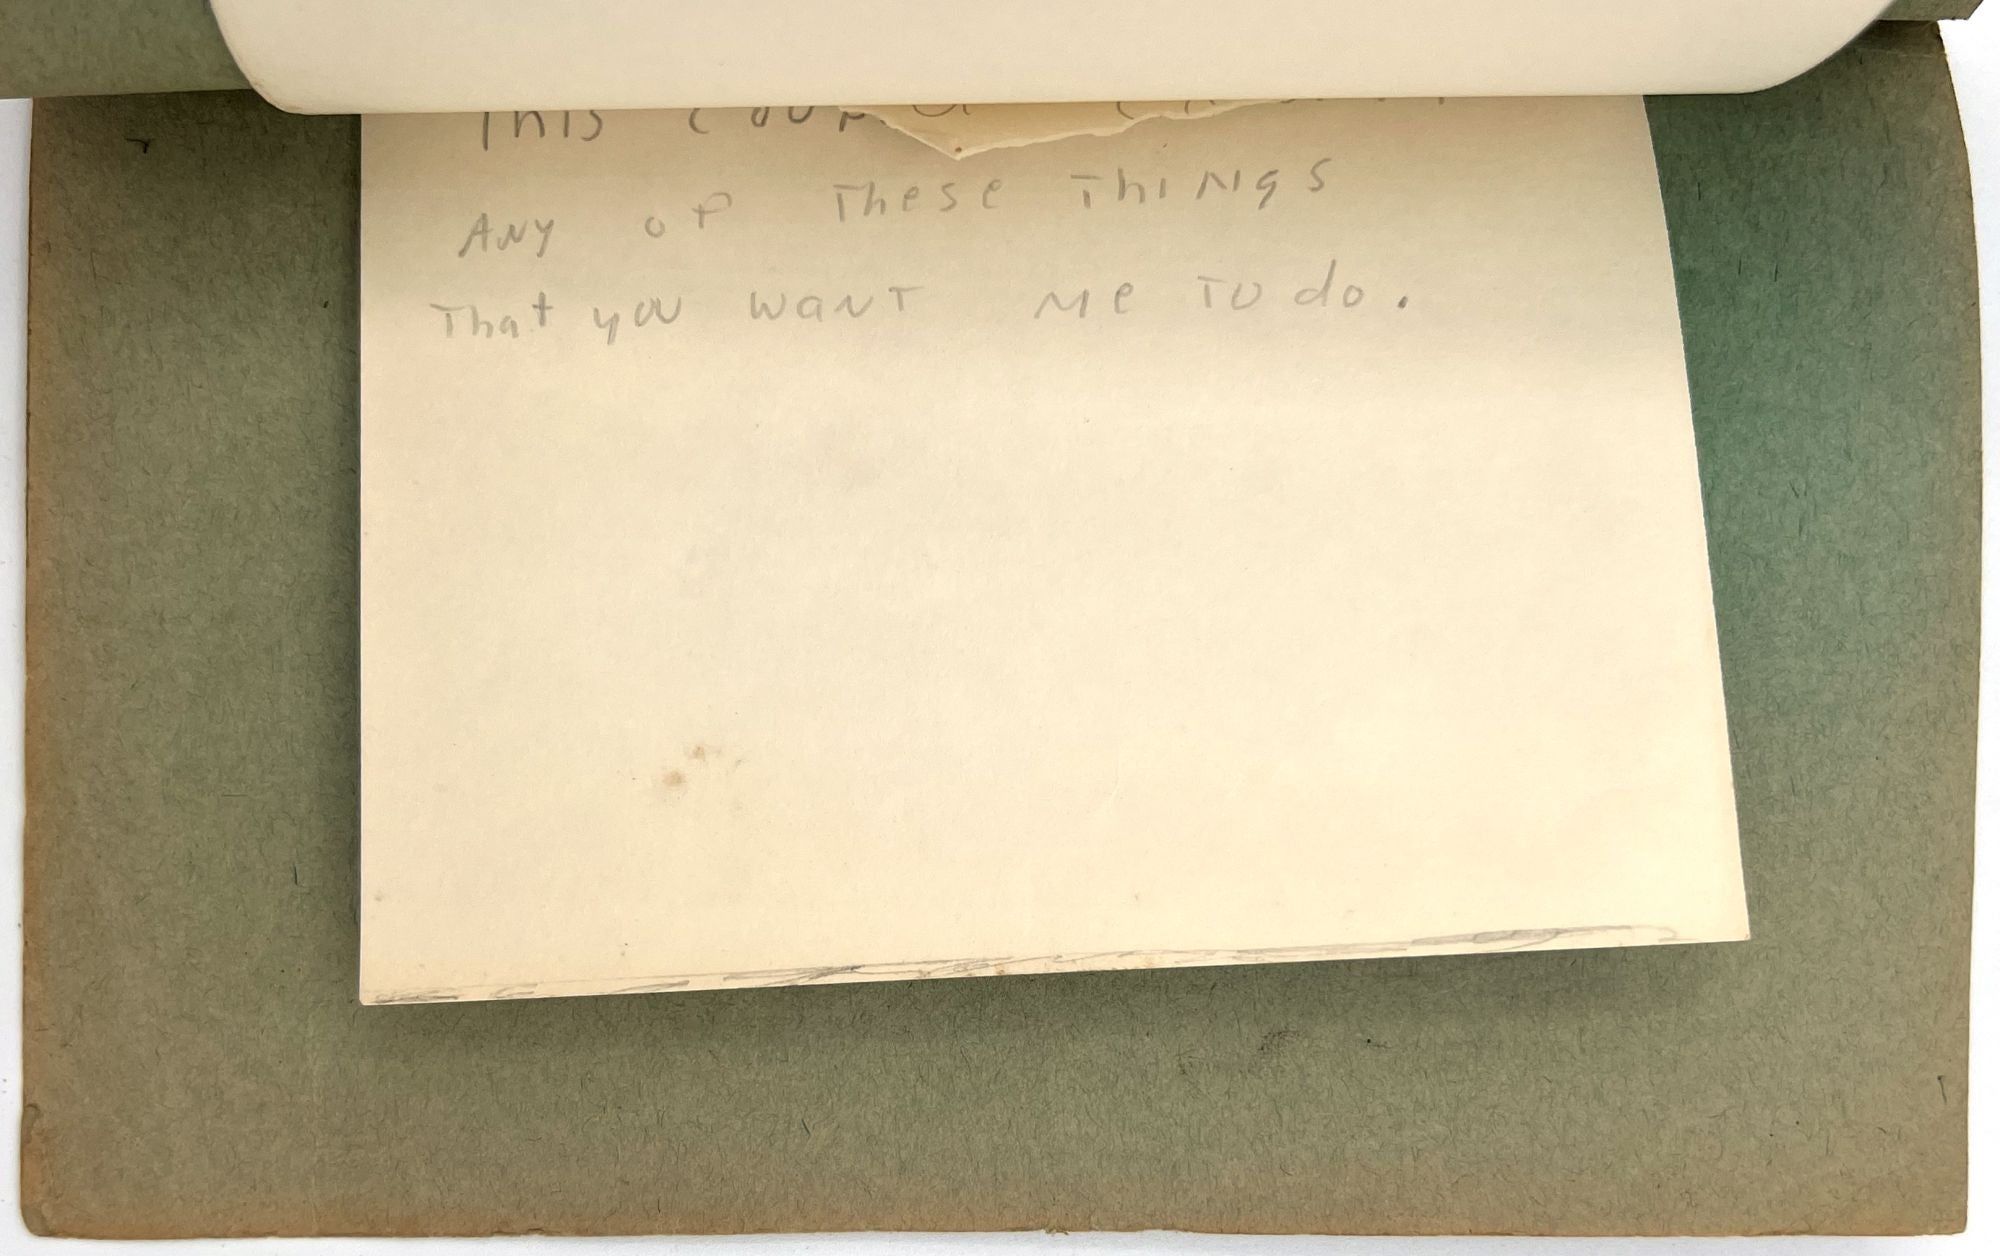 This
Any of These Things
That you want me To do.